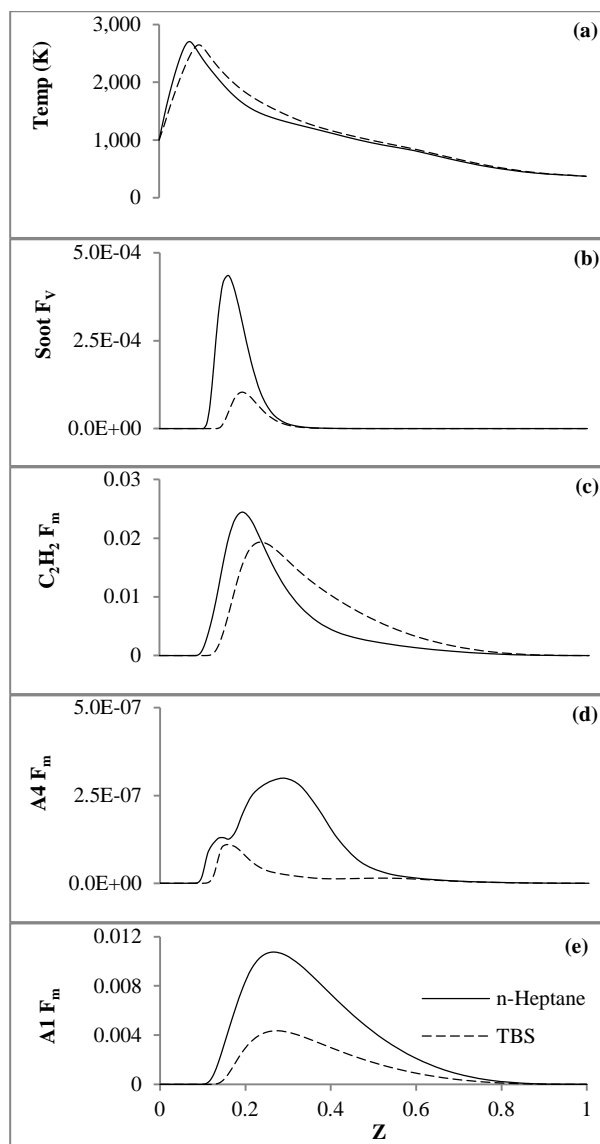 (a)
Temp (K)
3,000
2,000
1,000
0
(b)
Soot F_V
5.0E-04
2.5E-04
0.0E+00
(c)
C₂H₂ Fₘ
0.03
0.02
0.01
0
(d)
A4 Fₘ
5.0E-07
2.5E-07
0.0E+00
(e)
A1 Fₘ
0.012
0.008
0.004
0
n-Heptane
TBS
0 0.2 0.4 0.6 0.8 1
Z